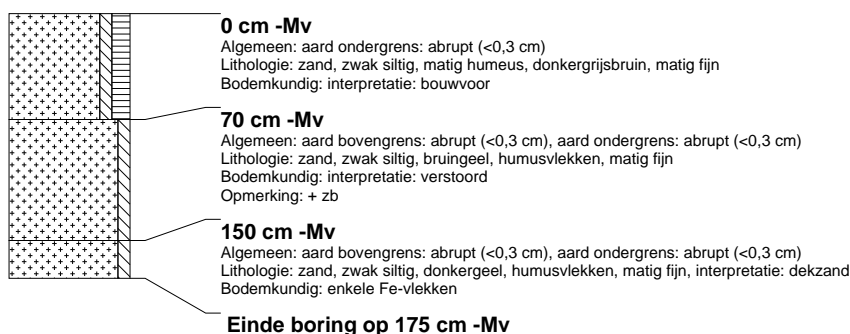 0 cm -Mv
Algemeen: aard ondergrens: abrupt (<0,3 cm)
Lithologie: zand, zwak siltig, matig humeus, donkergrijsbruin, matig fijn
Bodemkundig: interpretatie: bouwvoor
70 cm -Mv
Algemeen: aard bovengrens: abrupt (<0,3 cm), aard ondergrens: abrupt (<0,3 cm)
Lithologie: zand, zwak siltig, bruingeel, humusvlekken, matig fijn
Bodemkundig: interpretatie: verstoord
Opmerking: + zb
150 cm -Mv
Algemeen: aard bovengrens: abrupt (<0,3 cm), aard ondergrens: abrupt (<0,3 cm)
Lithologie: zand, zwak siltig, donkergeel, humusvlekken, matig fijn, interpretatie: dekzand
Bodemkundig: enkele Fe-vlekken
Einde boring op 175 cm -Mv